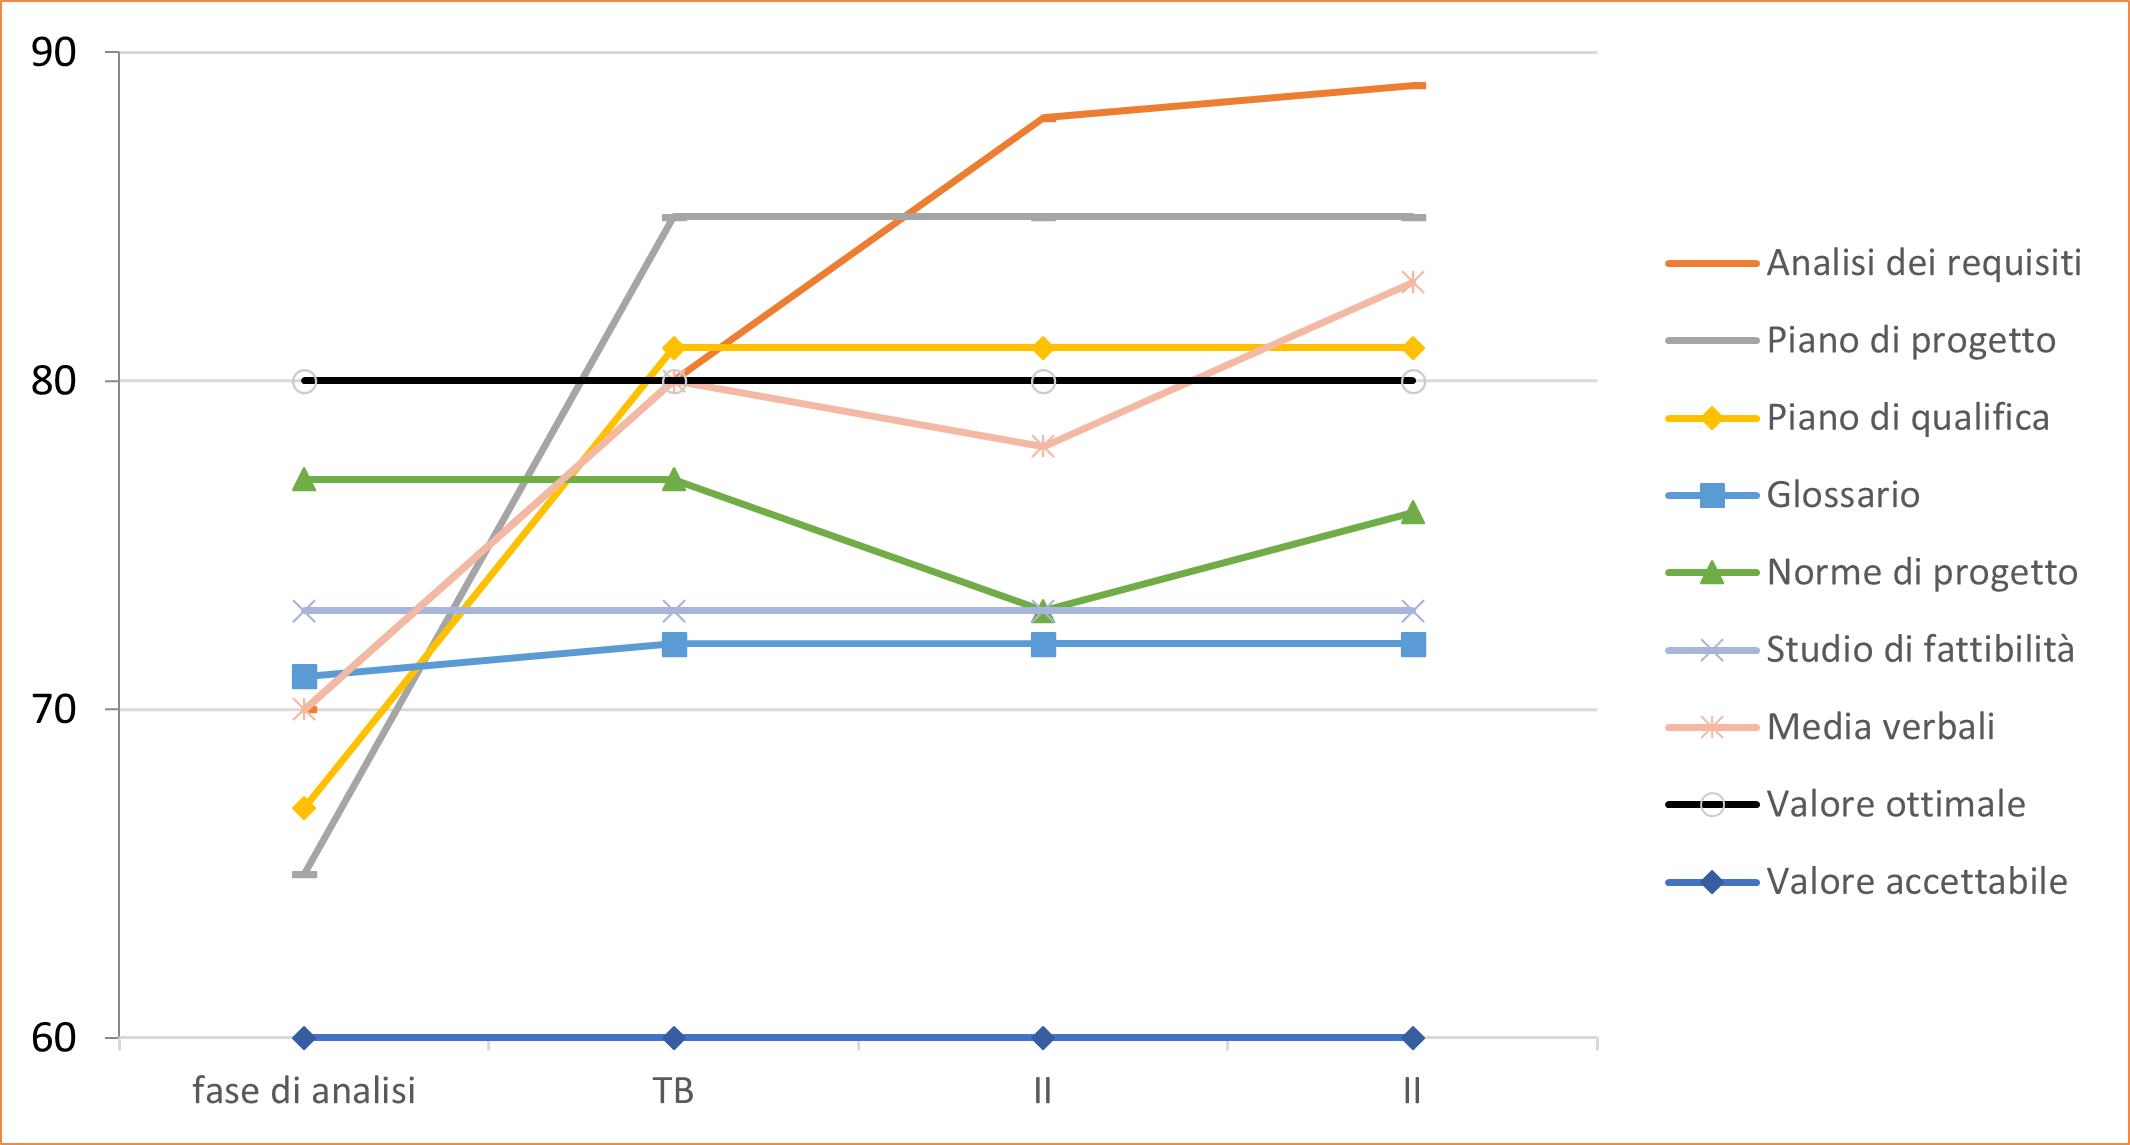 90
80
70
60
fase di analisi
TB
II
II
Analisi dei requisiti
Piano di progetto
Piano di qualifica
Glossario
Norme di progetto
Studio di fattibilità
Media verbali
Valore ottimale
Valore accettabile